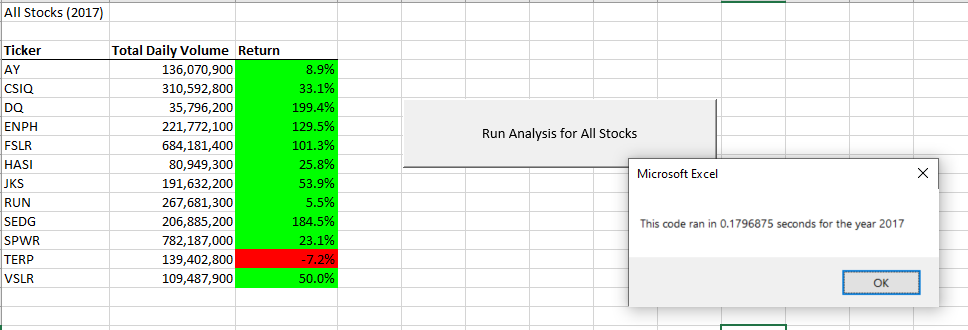 All Stocks (2017)
Ticker Total Daily Volume Return
AY 136,070,900 8.9%
CSIQ 310,592,800 33.1%
DQ 35,796,200 199.4%
ENPH 221,772,100 129.5%
FSLR 684,181,400 101.3%
HASI 80,949,300 25.8%
JKS 191,632,200 53.9%
RUN 267,681,300 5.5%
SEDG 206,885,200 184.5%
SPWR 782,187,000 23.1%
TERP 139,402,800 -7.2%
VSLR 109,487,900 50.0%
Run Analysis for All Stocks
Microsoft Excel
This code ran in 0.1796875 seconds for the year 2017
OK